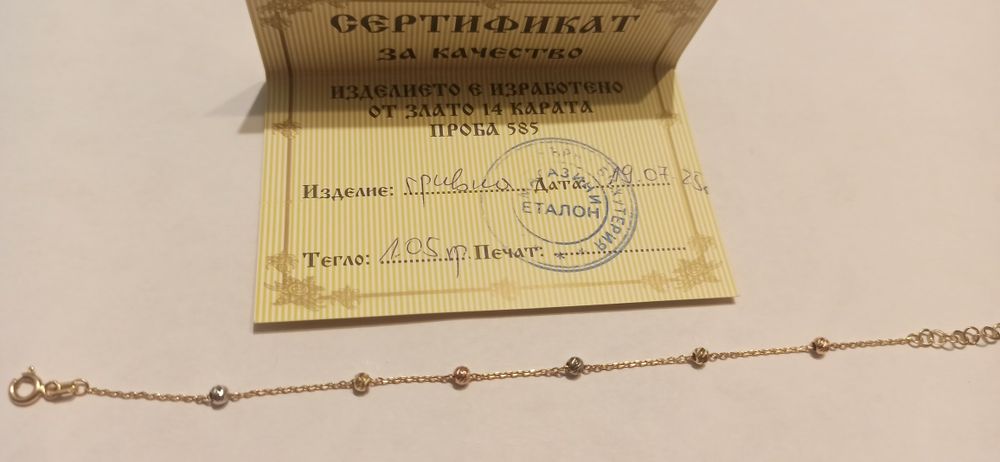 СЕРТИФИКАТ
ЗА КАЧЕСТВО
ИЗДЕЛИЕТО Е ИЗРАБОТЕНО
ОТ ЗЛАТО 14 КАРАТА
ПРОБА 585
Изделие: гривна Дата: 19.07.25г
Тегло: 1.05 гр. Печат:
ЕТАЛОН